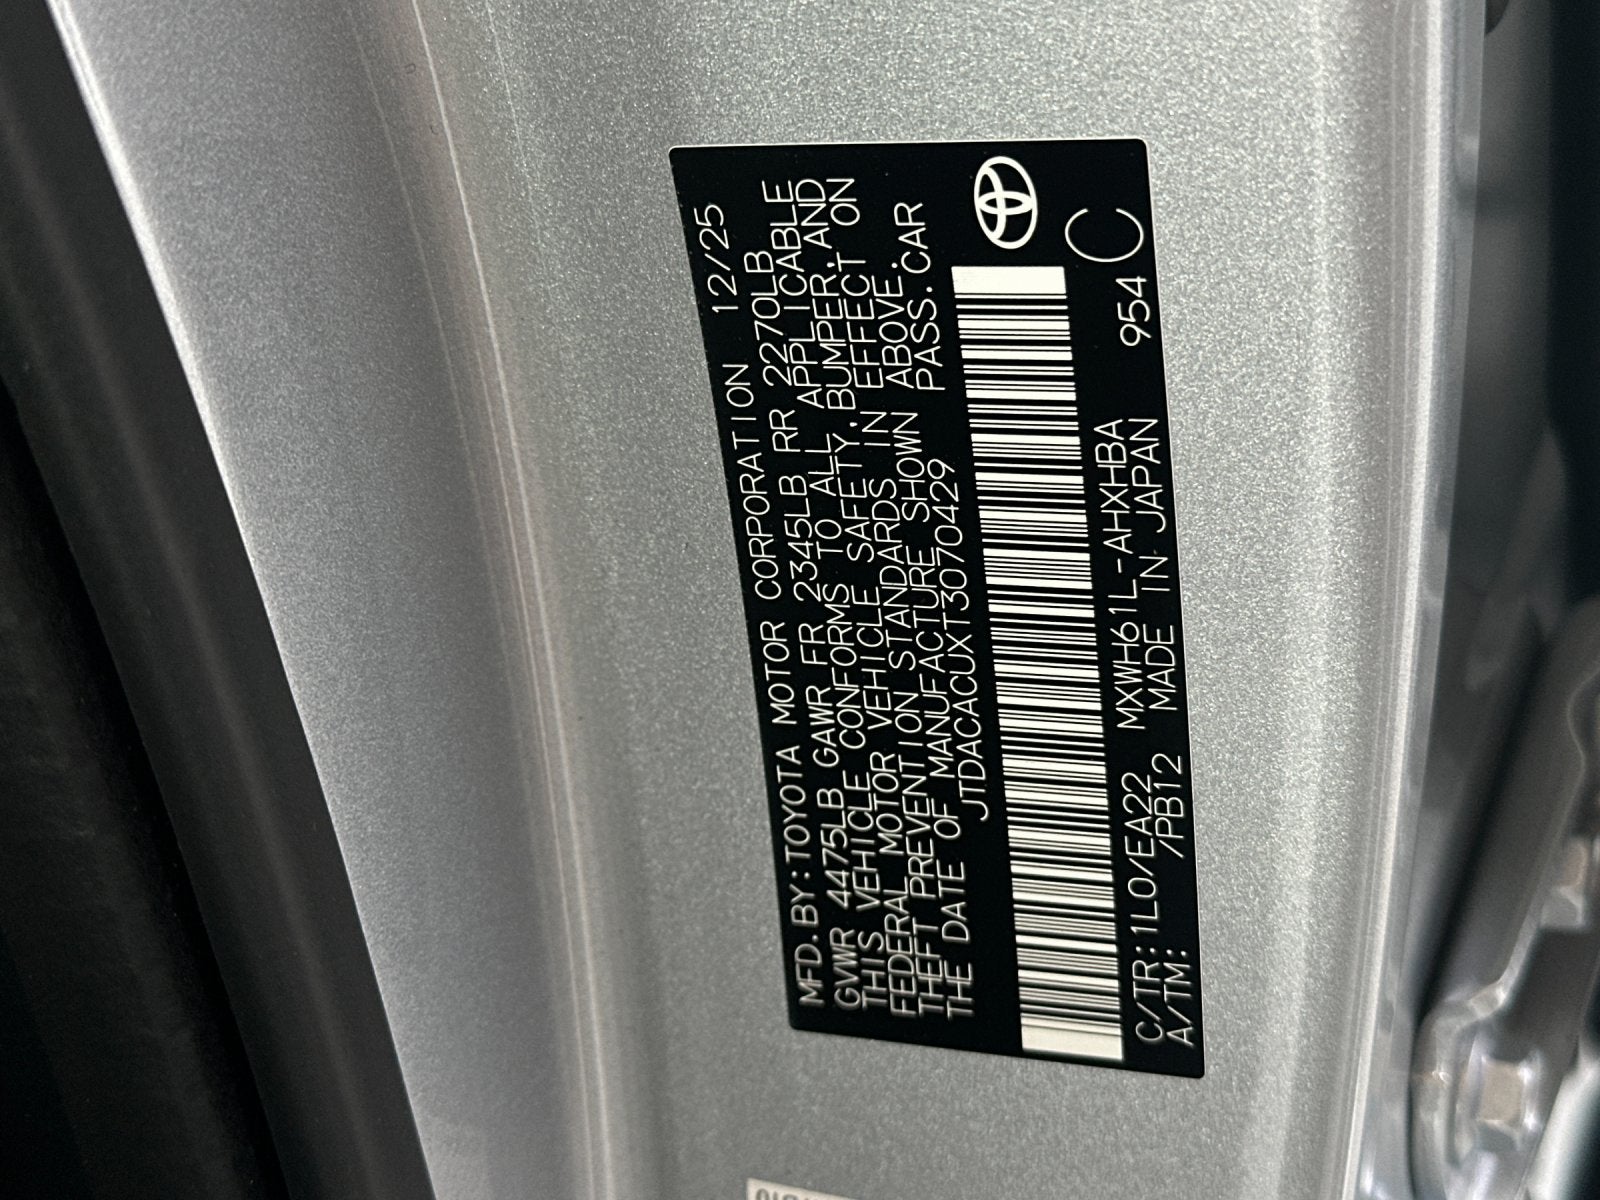 MFD.BY:TOYOTA MOTOR CORPORATION 12/25
GVWR 4475LB GAWR FR 2345LB RR 2270LB
THIS VEHICLE CONFORMS TO ALL APPLICABLE
FEDERAL MOTOR VEHICLE SAFETY,BUMPER,AND
THEFT PREVENTION STANDARDS IN EFFECT ON
THE DATE OF MANUFACTURE SHOWN ABOVE.
JTDACACUXT3070429 PASS.CAR
C/TR:1L0/EA22 MXWH61L-AHXHBA 954 C
A/TM: /PB12 MADE IN JAPAN